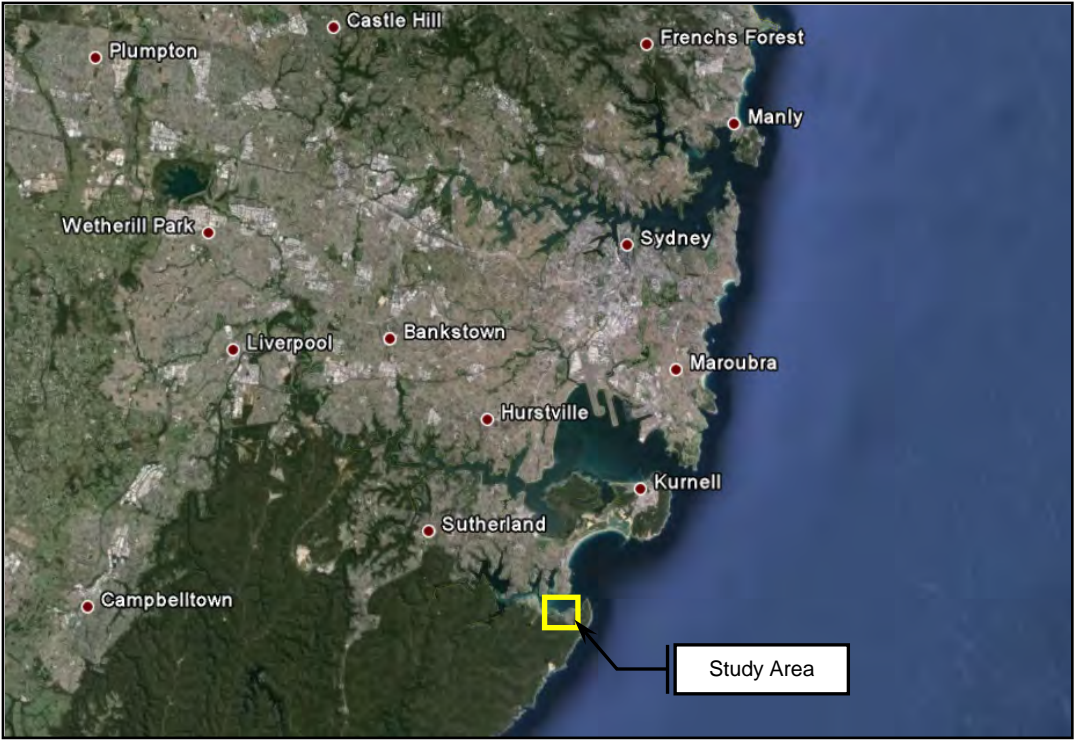 Castle Hill
Frenchs Forest
Plumpton
Manly
Wetherill Park
Sydney
Bankstown
Liverpool
Maroubra
Hurstville
Kurnell
Sutherland
Campbelltown
Study Area